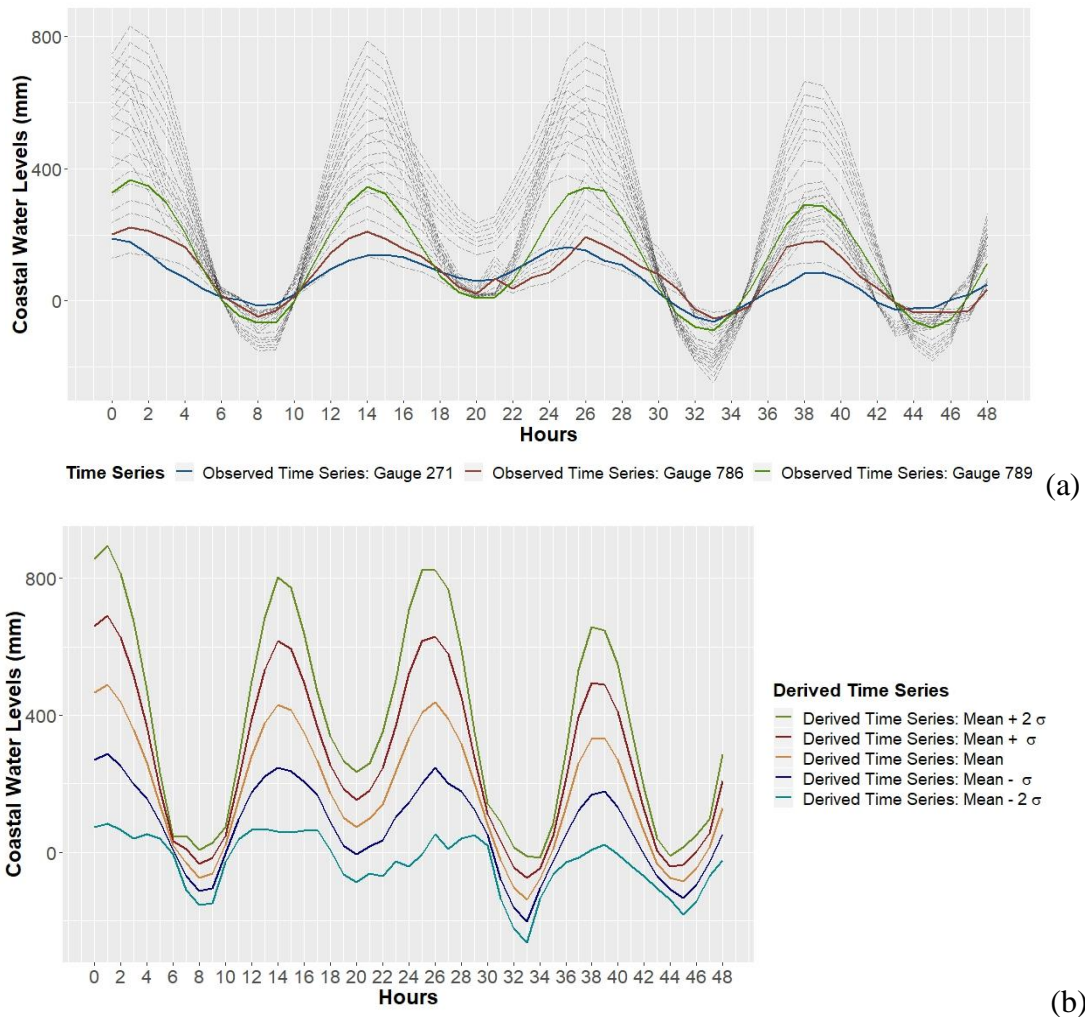 Coastal Water Levels (mm)
800
400
0
0 2 4 6 8 10 12 14 16 18 20 22 24 26 28 30 32 34 36 38 40 42 44 46 48
Hours
Time Series Observed Time Series: Gauge 271 Observed Time Series: Gauge 786 Observed Time Series: Gauge 789
(a)
Coastal Water Levels (mm)
800
400
0
0 2 4 6 8 10 12 14 16 18 20 22 24 26 28 30 32 34 36 38 40 42 44 46 48
Hours
Derived Time Series
Derived Time Series: Mean + 2 σ
Derived Time Series: Mean + σ
Derived Time Series: Mean
Derived Time Series: Mean - σ
Derived Time Series: Mean - 2 σ
(b)